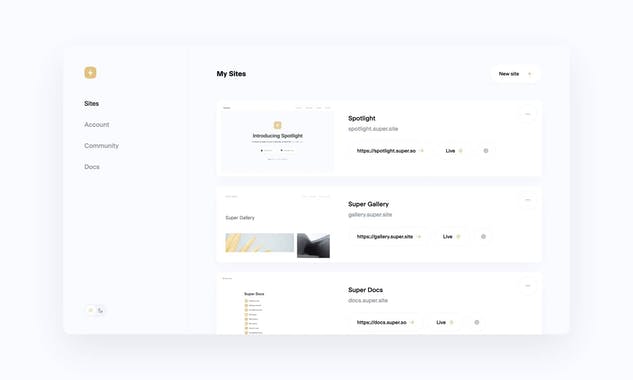 My Sites
New site
Sites
Account
Community
Docs
Introducing Spotlight
Spotlight
spotlight.super.site
https://spotlight.super.so
Live
Super Gallery
Super Gallery
gallery.super.site
https://gallery.super.site
Live
Super Docs
Super Docs
docs.super.site
https://docs.super.so
Live